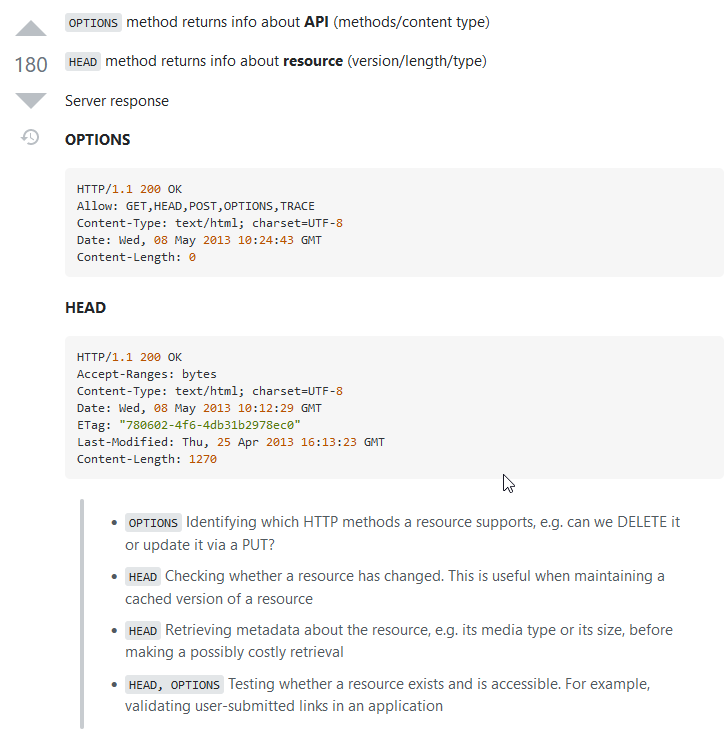 OPTIONS method returns info about API (methods/content type)
180
HEAD method returns info about resource (version/length/type)
Server response
OPTIONS
HTTP/1.1 200 OK
Allow: GET,HEAD,POST,OPTIONS,TRACE
Content-Type: text/html; charset=UTF-8
Date: Wed, 08 May 2013 10:24:43 GMT
Content-Length: 0
HEAD
HTTP/1.1 200 OK
Accept-Ranges: bytes
Content-Type: text/html; charset=UTF-8
Date: Wed, 08 May 2013 10:12:29 GMT
ETag: "780602-4f6-4db31b2978ec0"
Last-Modified: Thu, 25 Apr 2013 16:13:23 GMT
Content-Length: 1270
• OPTIONS Identifying which HTTP methods a resource supports, e.g. can we DELETE it
or update it via a PUT?
• HEAD Checking whether a resource has changed. This is useful when maintaining a
cached version of a resource
• HEAD Retrieving metadata about the resource, e.g. its media type or its size, before
making a possibly costly retrieval
• HEAD, OPTIONS Testing whether a resource exists and is accessible. For example,
validating user-submitted links in an application